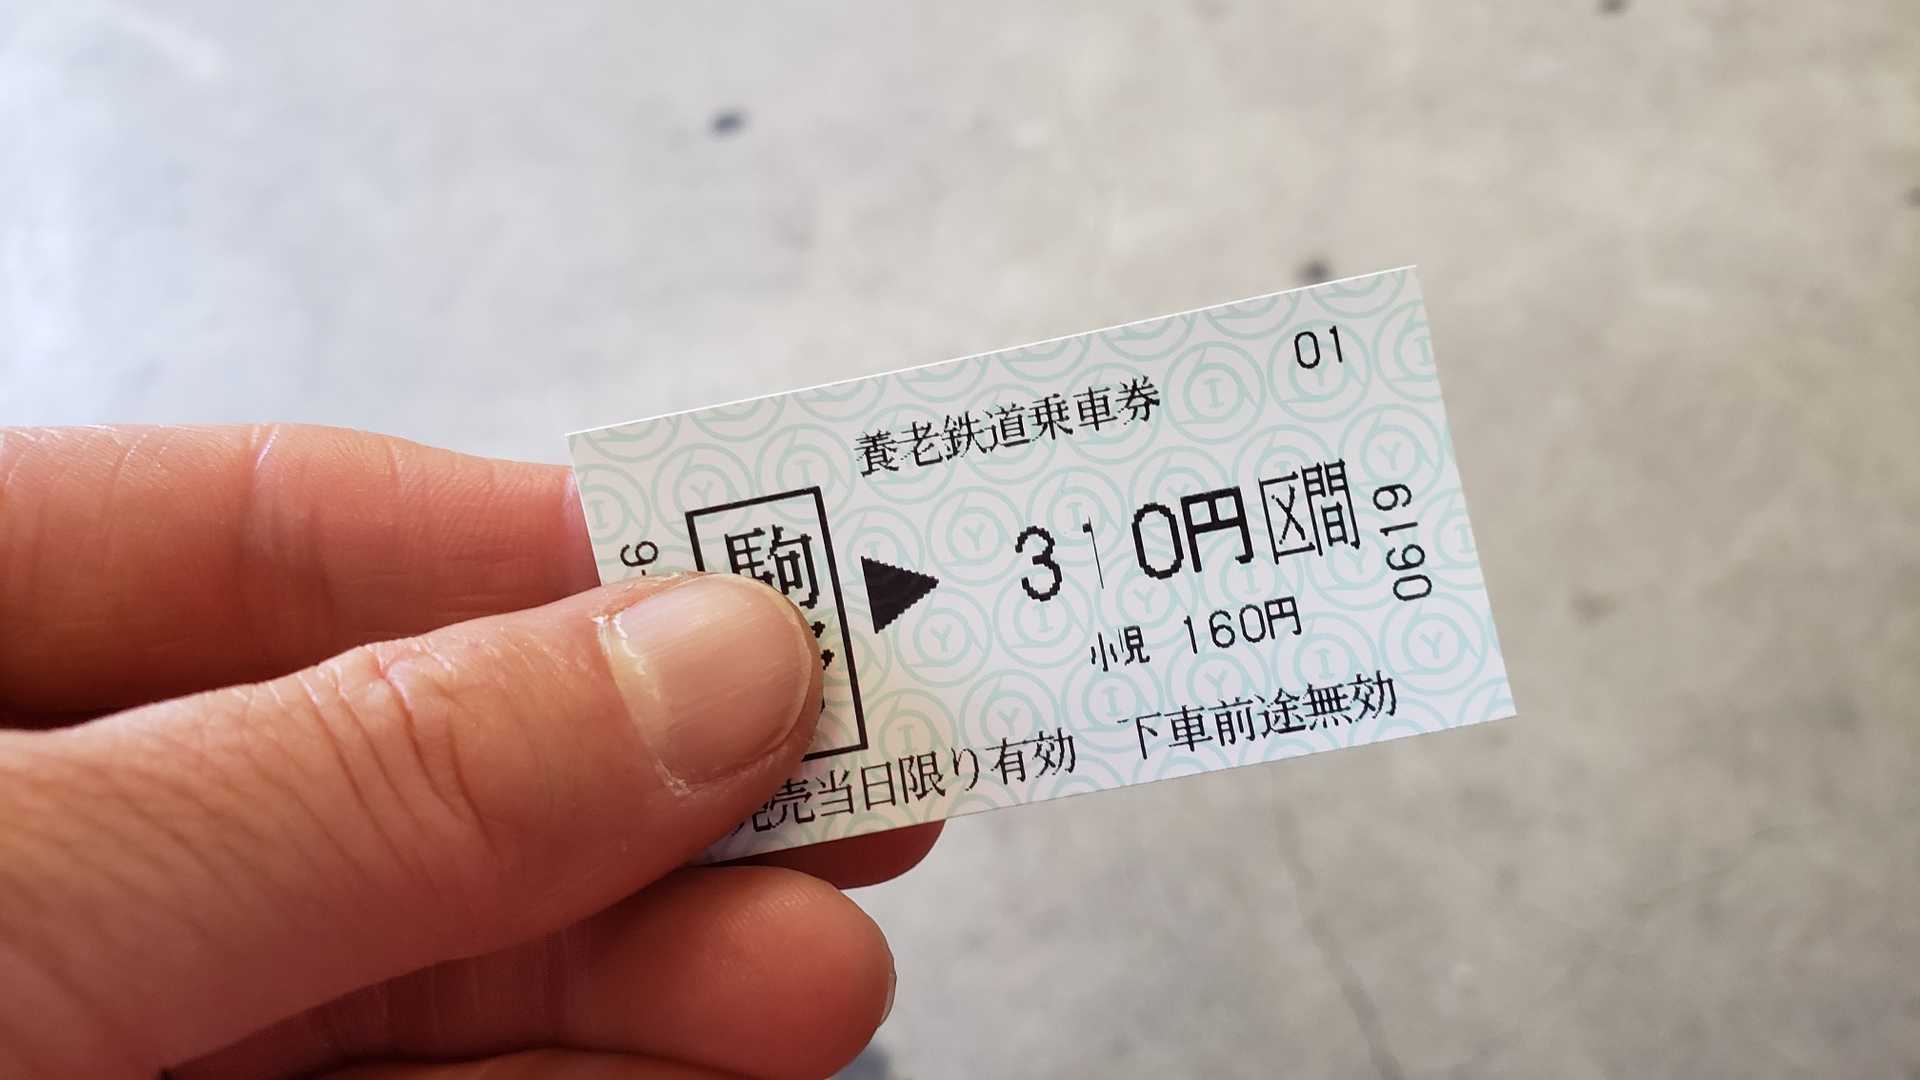 01
養老鉄道乗車券
駒
▶ 310円区間
小児 160円
売当日限り有効 下車前途無効
0619